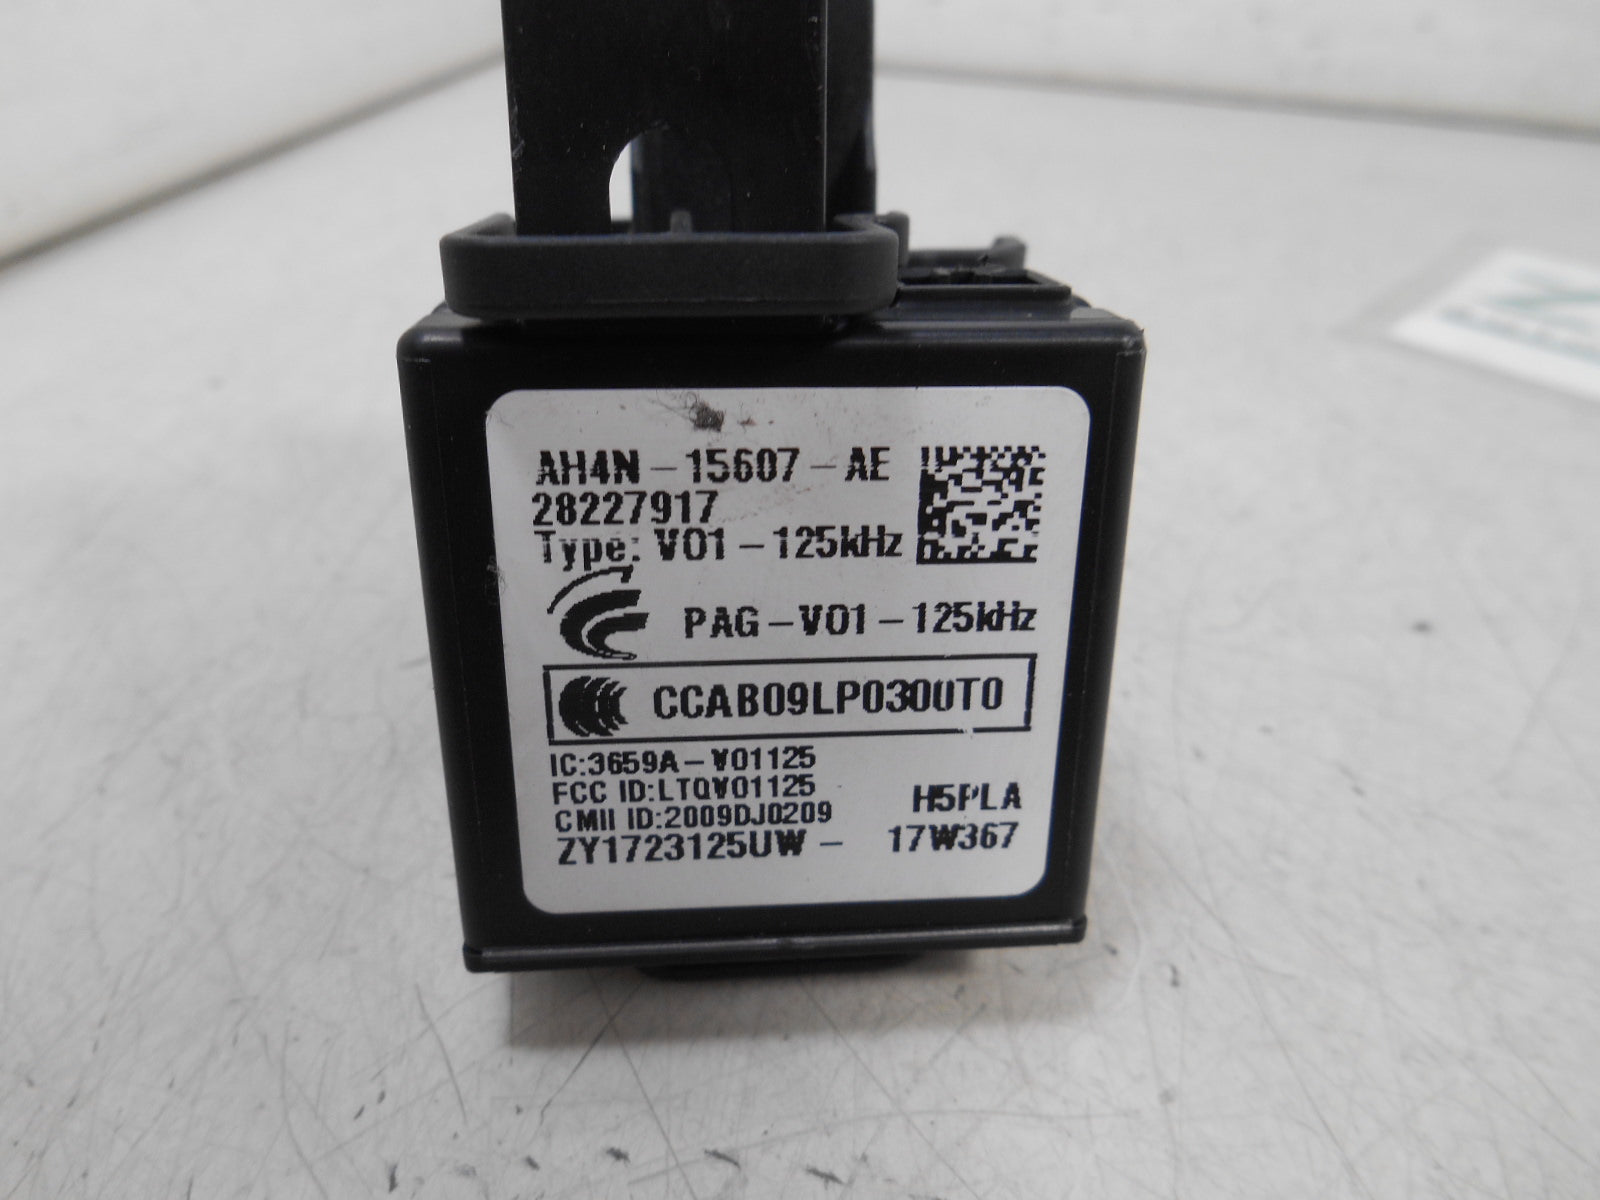 AH4N-15607-AE
28227917
Type: V01-125kHz
PAG-V01-125kHz
CCAB09LP0300T0
IC:3659A-V01125
FCC ID:LTQV01125
CMII ID:2009DJ0209
H5PLA
ZY1723125UW- 17W367